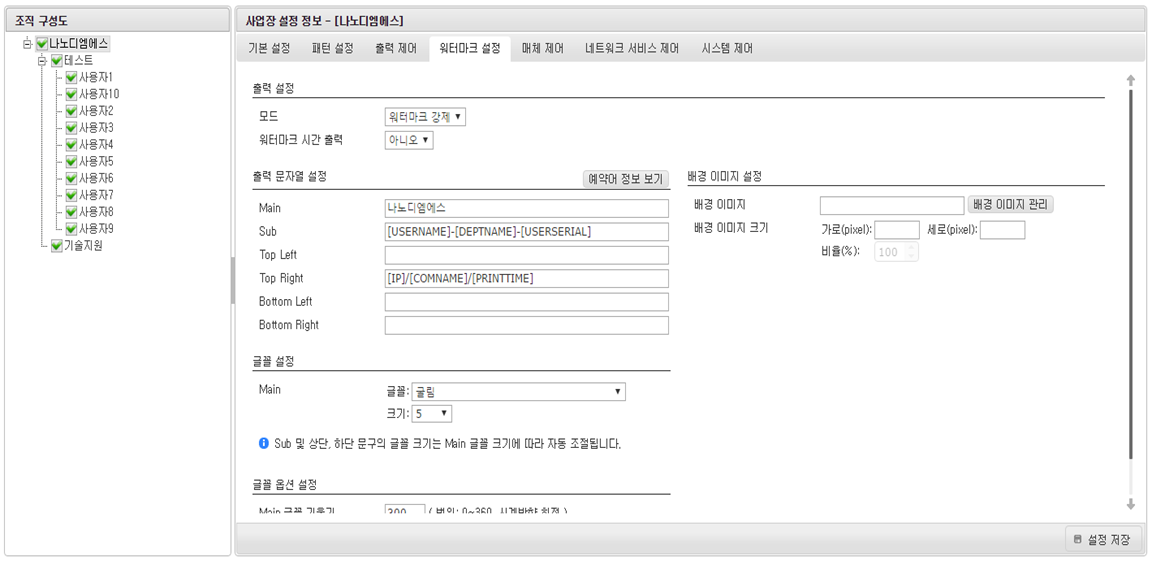 조직 구성도
나노디엠에스
테스트
사용자1
사용자10
사용자2
사용자3
사용자4
사용자5
사용자6
사용자7
사용자8
사용자9
기술지원
사업장 설정 정보 - [나노디엠에스]
기본 설정 패턴 설정 출력 제어 워터마크 설정 매체 제어 네트워크 서비스 제어 시스템 제어
출력 설정
모드 워터마크 강제
워터마크 시간 출력 아니오
출력 문자열 설정 예약어 정보 보기
Main 나노디엠에스
Sub [USERNAME]-[DEPTNAME]-[USERSERIAL]
Top Left
Top Right [IP]/[COMNAME]/[PRINTTIME]
Bottom Left
Bottom Right
배경 이미지 설정
배경 이미지 배경 이미지 관리
배경 이미지 크기 가로(pixel): 세로(pixel):
비율(%): 100
글꼴 설정
Main 글꼴: 굴림
크기: 5
Sub 및 상단, 하단 문구의 글꼴 크기는 Main 글꼴 크기에 따라 자동 조절됩니다.
글꼴 옵션 설정
Main 글꼴 기울기 300 ( 범위: 0~360, 시계방향 회전 )
설정 저장